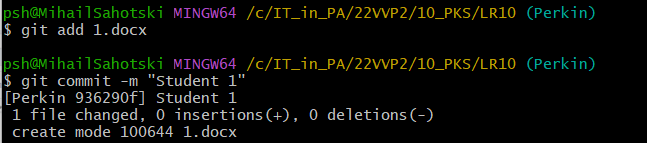 psh@MihailSahotski MINGW64 /c/IT_in_PA/22VVP2/10_PKS/LR10 (Perkin)
$ git add 1.docx
psh@MihailSahotski MINGW64 /c/IT_in_PA/22VVP2/10_PKS/LR10 (Perkin)
$ git commit -m "Student 1"
[Perkin 936290f] Student 1
 1 file changed, 0 insertions(+), 0 deletions(-)
 create mode 100644 1.docx